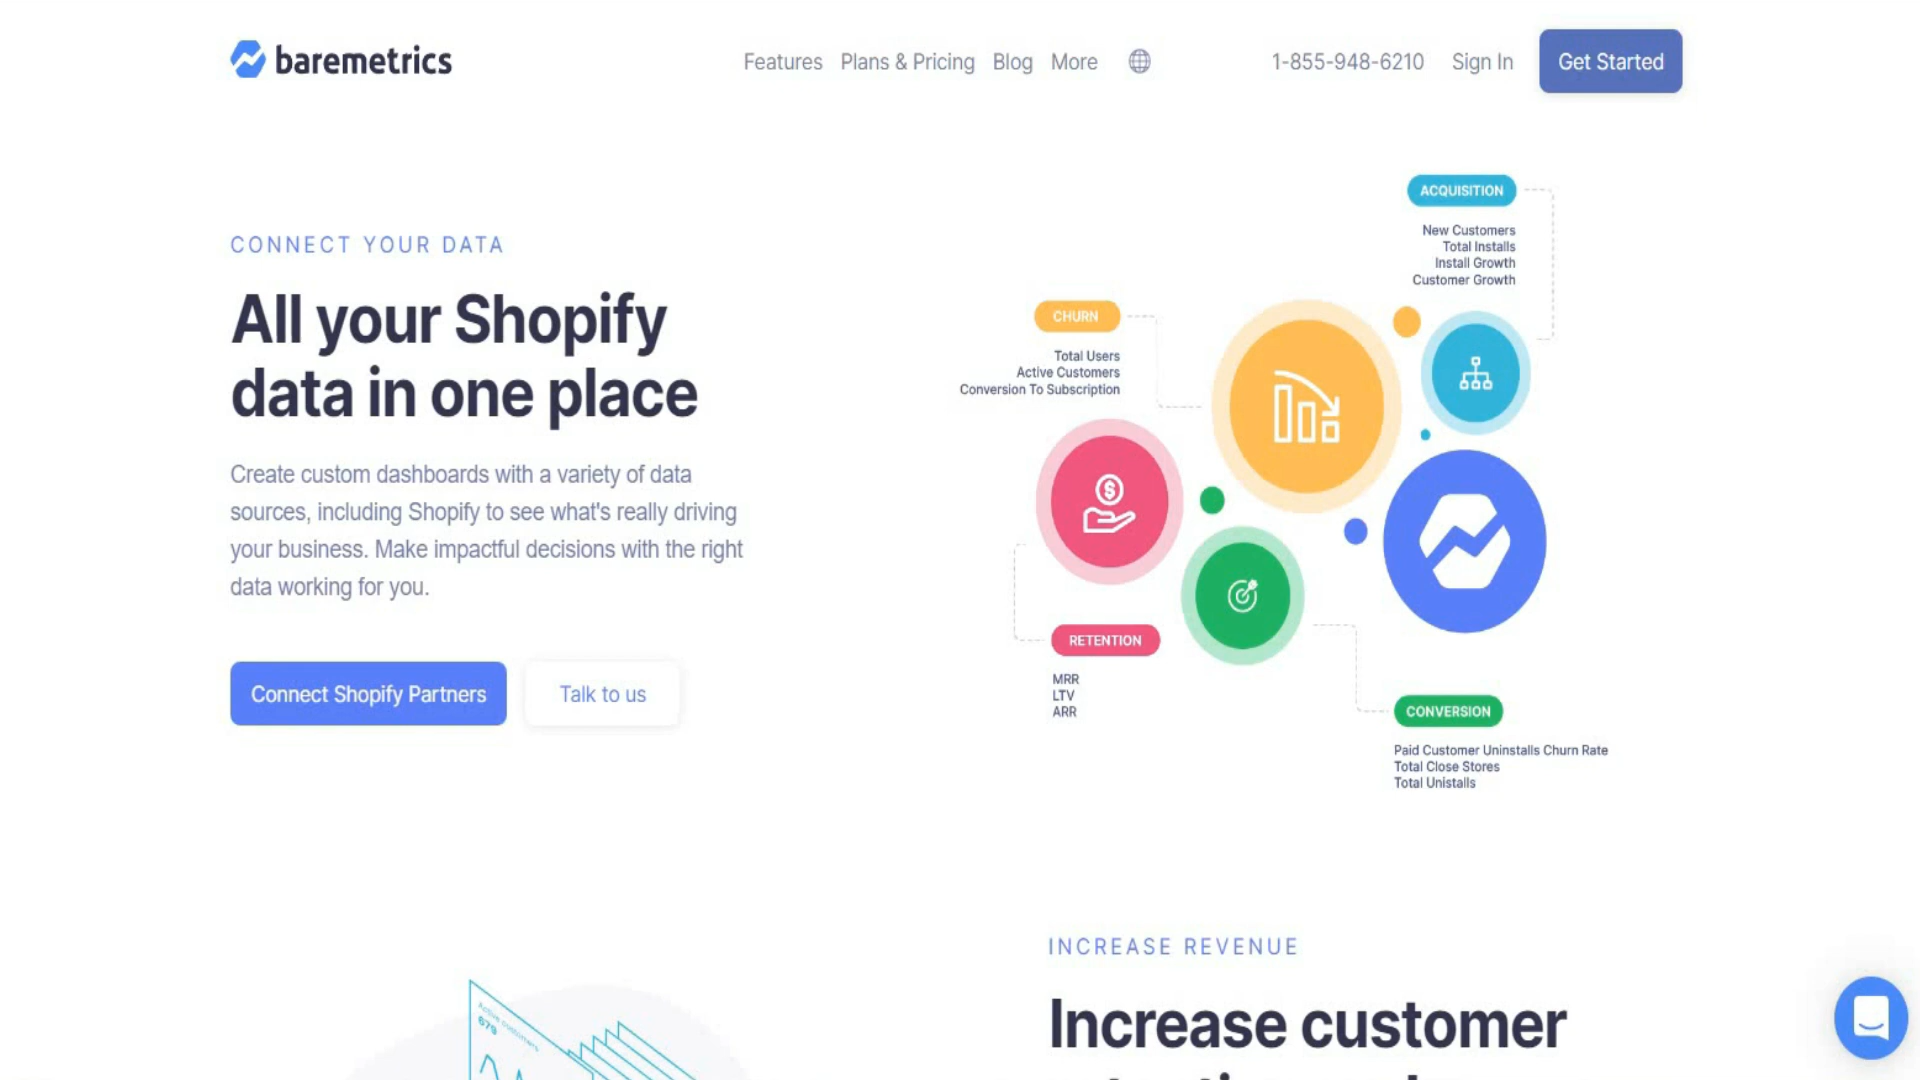 baremetrics
Features Plans & Pricing Blog More
1-855-948-6210 Sign In Get Started
CONNECT YOUR DATA
All your Shopify
data in one place
Create custom dashboards with a variety of data
sources, including Shopify to see what's really driving
your business. Make impactful decisions with the right
data working for you.
Connect Shopify Partners
Talk to us
ACQUISITION
New Customers
Total Installs
Install Growth
Customer Growth
CHURN
Total Users
Active Customers
Conversion To Subscription
RETENTION
MRR
LTV
ARR
CONVERSION
Paid Customer Uninstalls Churn Rate
Total Close Stores
Total Unistalls
Active customers
679
INCREASE REVENUE
Increase customer